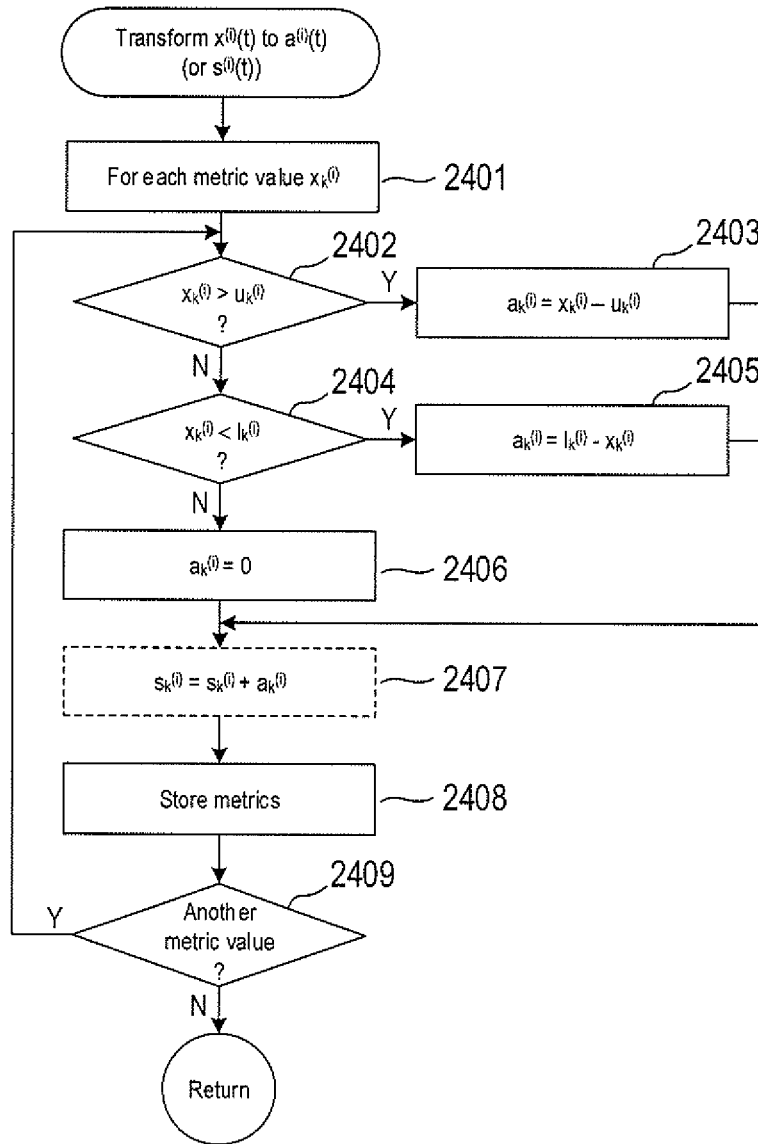 Transform x⁽ⁱ⁾(t) to a⁽ⁱ⁾(t)
(or s⁽ⁱ⁾(t))
For each metric value xₖ⁽ⁱ⁾
2401
2402
xₖ⁽ⁱ⁾ > uₖ⁽ⁱ⁾
?
Y
N
2403
aₖ⁽ⁱ⁾ = xₖ⁽ⁱ⁾ – uₖ⁽ⁱ⁾
2404
xₖ⁽ⁱ⁾ < lₖ⁽ⁱ⁾
?
Y
N
2405
aₖ⁽ⁱ⁾ = lₖ⁽ⁱ⁾ - xₖ⁽ⁱ⁾
aₖ⁽ⁱ⁾ = 0
2406
sₖ⁽ⁱ⁾ = sₖ⁽ⁱ⁾ + aₖ⁽ⁱ⁾
2407
Store metrics
2408
2409
Y
Another
metric value
?
N
Return